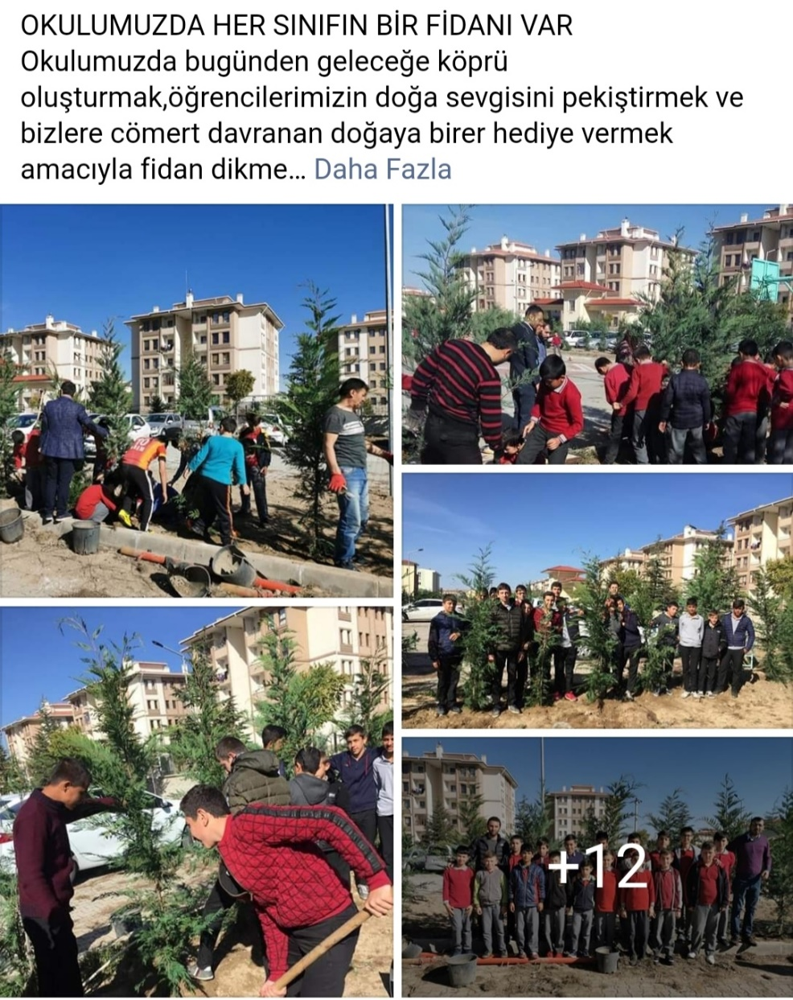 OKULUMUZDA HER SINIFIN BİR FİDANI VAR
Okulumuzda bugünden geleceğe köprü
oluşturmak,öğrencilerimizin doğa sevgisini pekiştirmek ve
bizlere cömert davranan doğaya birer hediye vermek
amacıyla fidan dikme... Daha Fazla
+12